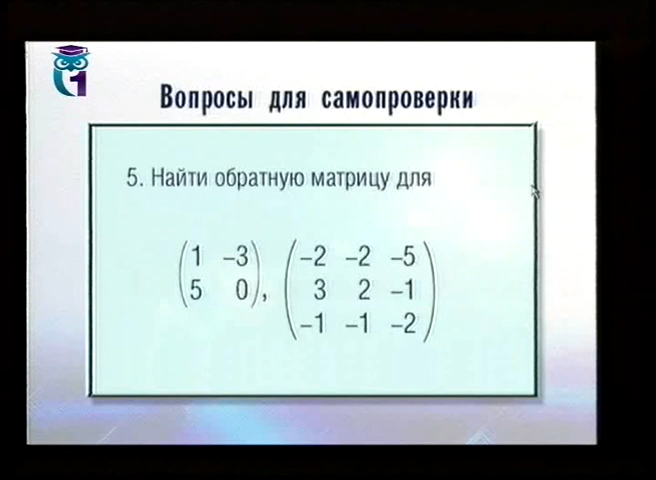 1
Вопросы для самопроверки
5. Найти обратную матрицу для
(1 –3
5 0),
(–2 –2 –5
3 2 –1
–1 –1 –2)